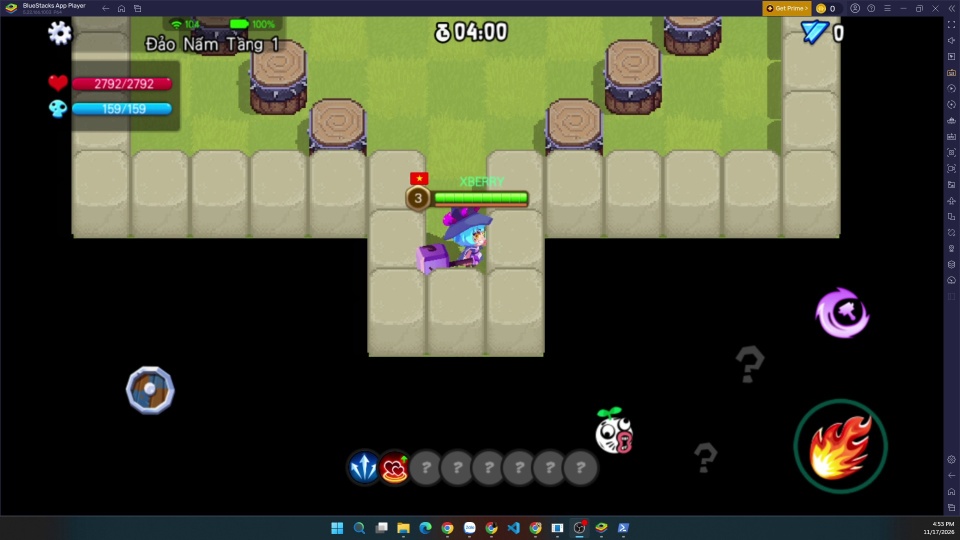 BlueStacks App Player
Get Prime >
0
104
100%
Đảo Nấm Tầng 1
04:00
0
2792/2792
159/159
XBERRY
3
?
?
? ? ? ? ? ?
Zalo
4:53 PM
11/17/2026